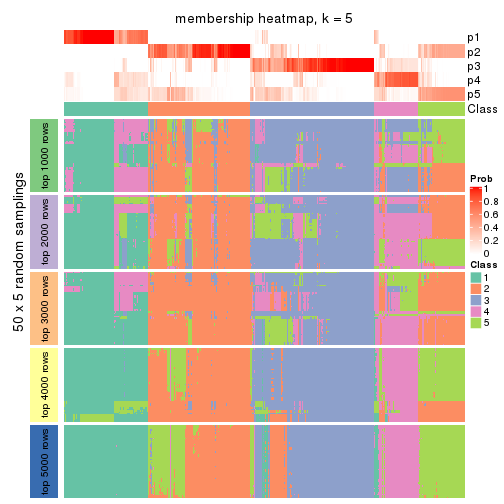 membership heatmap, k = 5
p1
p2
p3
p4
p5
Class
50 x 5 random samplings
top 1000 rows
top 2000 rows
top 3000 rows
top 4000 rows
top 5000 rows
Prob
1
0.8
0.6
0.4
0.2
0
Class
1
2
3
4
5